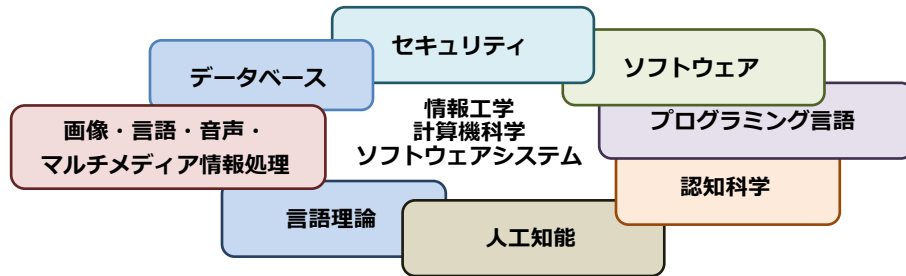 セキュリティ
データベース
ソフトウェア
情報工学
計算機科学
ソフトウェアシステム
画像・言語・音声・
マルチメディア情報処理
プログラミング言語
認知科学
言語理論
人工知能